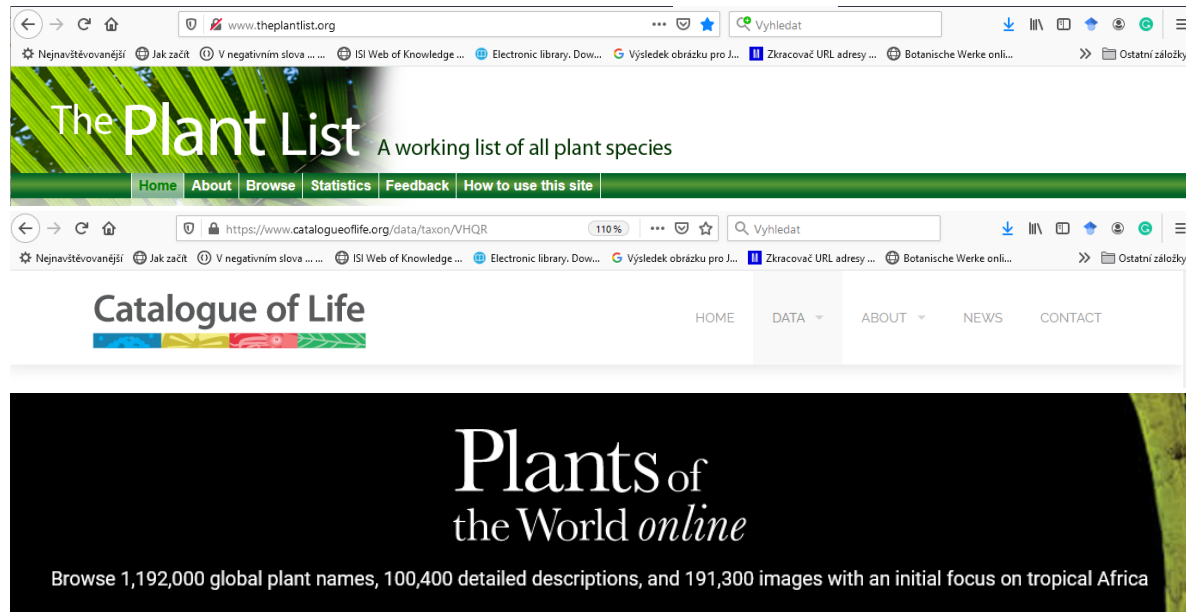 www.theplantlist.org ... Vyhledat
Nejnavštěvovanější Jak začít V negativním slova ... ... ISI Web of Knowledge ... Electronic library. Dow... Výsledek obrázku pro J... Zkracovač URL adresy ... Botanische Werke onli... Ostatní záložky
The Plant List A working list of all plant species
Home About Browse Statistics Feedback How to use this site
https://www.catalogueoflife.org/data/taxon/VHQR 110 % ... Vyhledat
Nejnavštěvovanější Jak začít V negativním slova ... ... ISI Web of Knowledge ... Electronic library. Dow... Výsledek obrázku pro J... Zkracovač URL adresy ... Botanische Werke onli... Ostatní záložky
Catalogue of Life HOME DATA ABOUT NEWS CONTACT
Plants of
the World online
Browse 1,192,000 global plant names, 100,400 detailed descriptions, and 191,300 images with an initial focus on tropical Africa